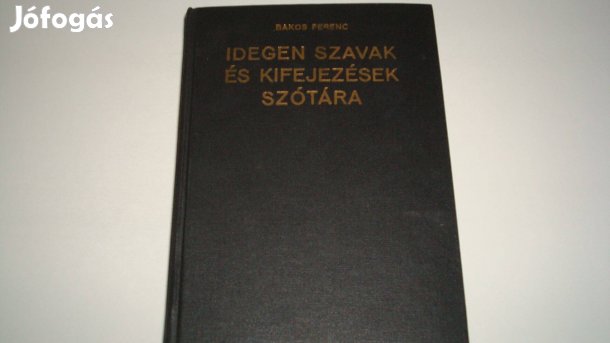 Jófogás
BAKOS FERENC
IDEGEN SZAVAK
ÉS KIFEJEZÉSEK
SZÓTÁRA